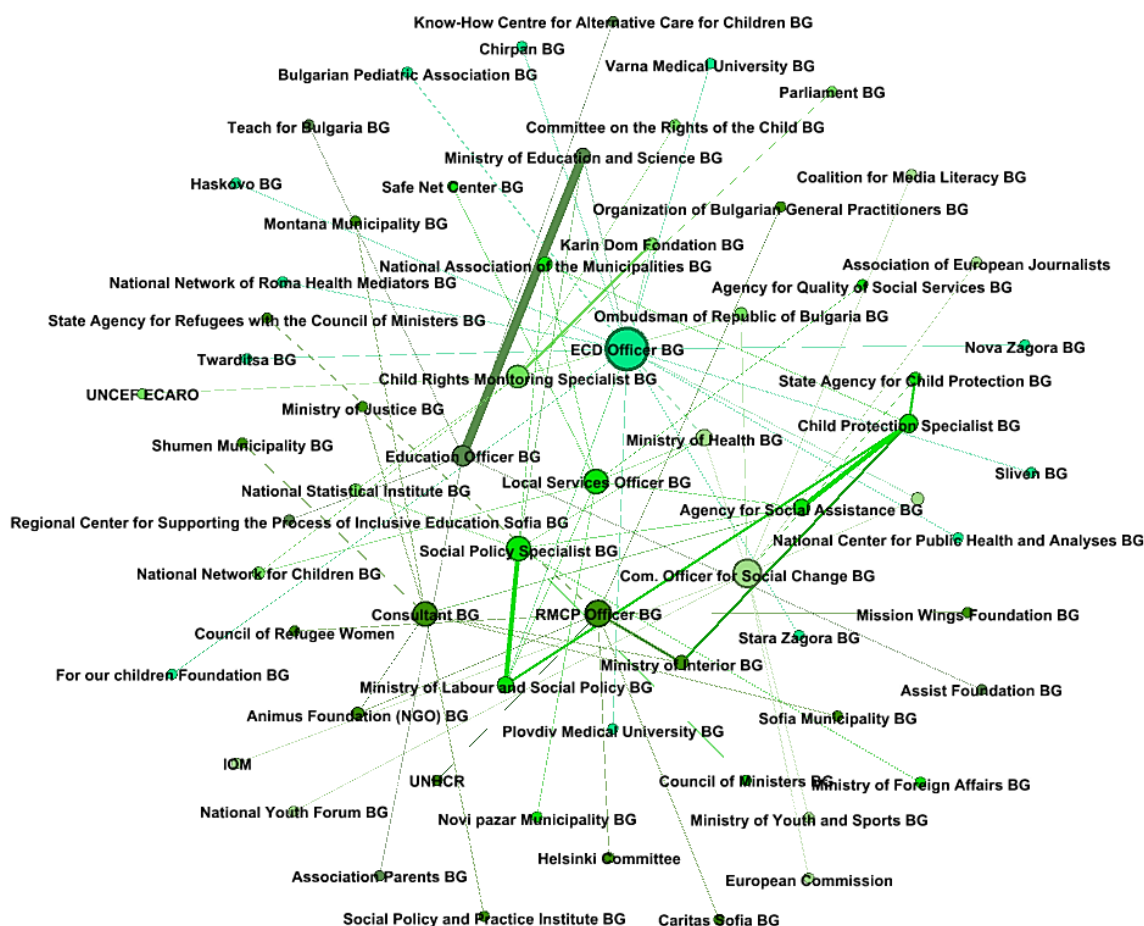 Know-How Centre for Alternative Care for Children BG
Chirpan BG
Varna Medical University BG
Bulgarian Pediatric Association BG
Parliament BG
Teach for Bulgaria BG
Committee on the Rights of the Child BG
Ministry of Education and Science BG
Coalition for Media Literacy BG
Haskovo BG
Safe Net Center BG
Organization of Bulgarian General Practitioners BG
Montana Municipality BG
Karin Dom Fondation BG
National Association of the Municipalities BG
Association of European Journalists
National Network of Roma Health Mediators BG
Agency for Quality of Social Services BG
State Agency for Refugees with the Council of Ministers BG
Ombudsman of Republic of Bulgaria BG
ECD Officer BG
Nova Zagora BG
Twarditsa BG
Child Rights Monitoring Specialist BG
State Agency for Child Protection BG
UNCEF ECARO
Ministry of Justice BG
Child Protection Specialist BG
Shumen Municipality BG
Ministry of Health BG
Education Officer BG
Sliven BG
National Statistical Institute BG
Local Services Officer BG
Agency for Social Assistance BG
Regional Center for Supporting the Process of Inclusive Education Sofia BG
National Center for Public Health and Analyses BG
Social Policy Specialist BG
National Network for Children BG
Com. Officer for Social Change BG
Consultant BG
RMCP Officer BG
Mission Wings Foundation BG
Council of Refugee Women
Stara Zagora BG
Ministry of Interior BG
For our children Foundation BG
Ministry of Labour and Social Policy BG
Assist Foundation BG
Animus Foundation (NGO) BG
Sofia Municipality BG
Plovdiv Medical University BG
IOM
UNHCR
Council of Ministers BG
Ministry of Foreign Affairs BG
National Youth Forum BG
Novi pazar Municipality BG
Ministry of Youth and Sports BG
Helsinki Committee
Association Parents BG
European Commission
Social Policy and Practice Institute BG
Caritas Sofia BG